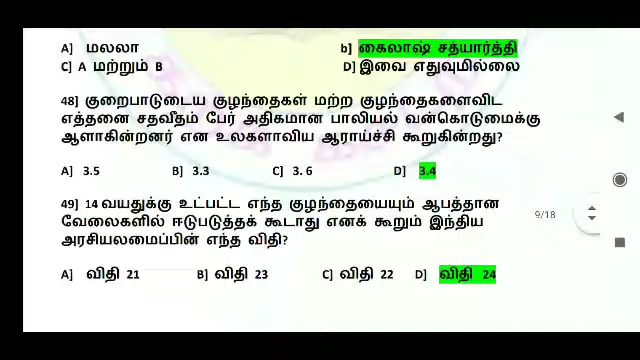 A] மலலா b] கைலாஷ் சத்யார்த்தி
C] A மற்றும் B D] இவை எதுவுமில்லை
48] குறைபாடுடைய குழந்தைகள் மற்ற குழந்தைகளைவிட
எத்தனை சதவீதம் பேர் அதிகமான பாலியல் வன்கொடுமைக்கு
ஆளாகின்றனர் என உலகளாவிய ஆராய்ச்சி கூறுகின்றது?
A] 3.5 B] 3.3 C] 3. 6 D] 3.4
49] 14 வயதுக்கு உட்பட்ட எந்த குழந்தையையும் ஆபத்தான
வேலைகளில் ஈடுபடுத்தக் கூடாது எனக் கூறும் இந்திய
அரசியலமைப்பின் எந்த விதி?
9/18
A] விதி 21 B] விதி 23 C] விதி 22 D] விதி 24